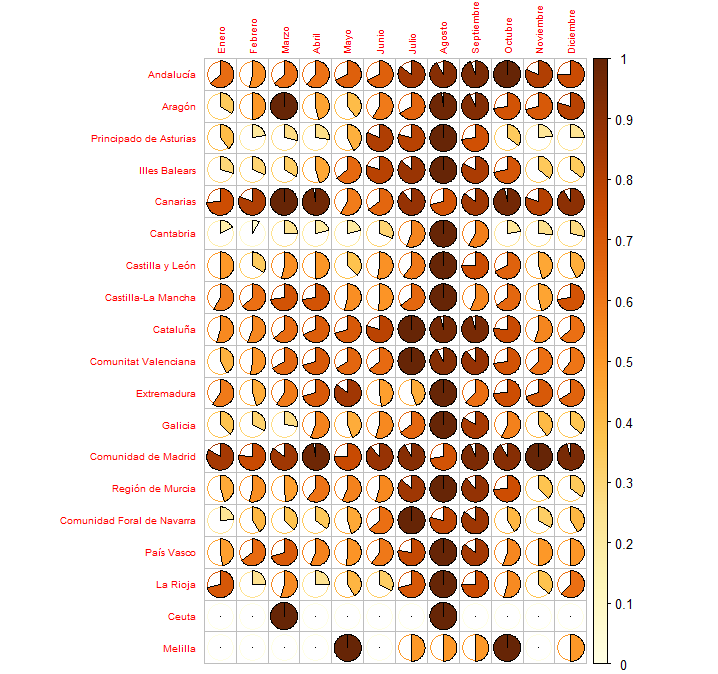 Enero Febrero Marzo Abril Mayo Junio Julio Agosto Septiembre Octubre Noviembre Diciembre
Andalucía
Aragón
Principado de Asturias
Illes Balears
Canarias
Cantabria
Castilla y León
Castilla-La Mancha
Cataluña
Comunitat Valenciana
Extremadura
Galicia
Comunidad de Madrid
Región de Murcia
Comunidad Foral de Navarra
País Vasco
La Rioja
Ceuta
Melilla
1
0.9
0.8
0.7
0.6
0.5
0.4
0.3
0.2
0.1
0